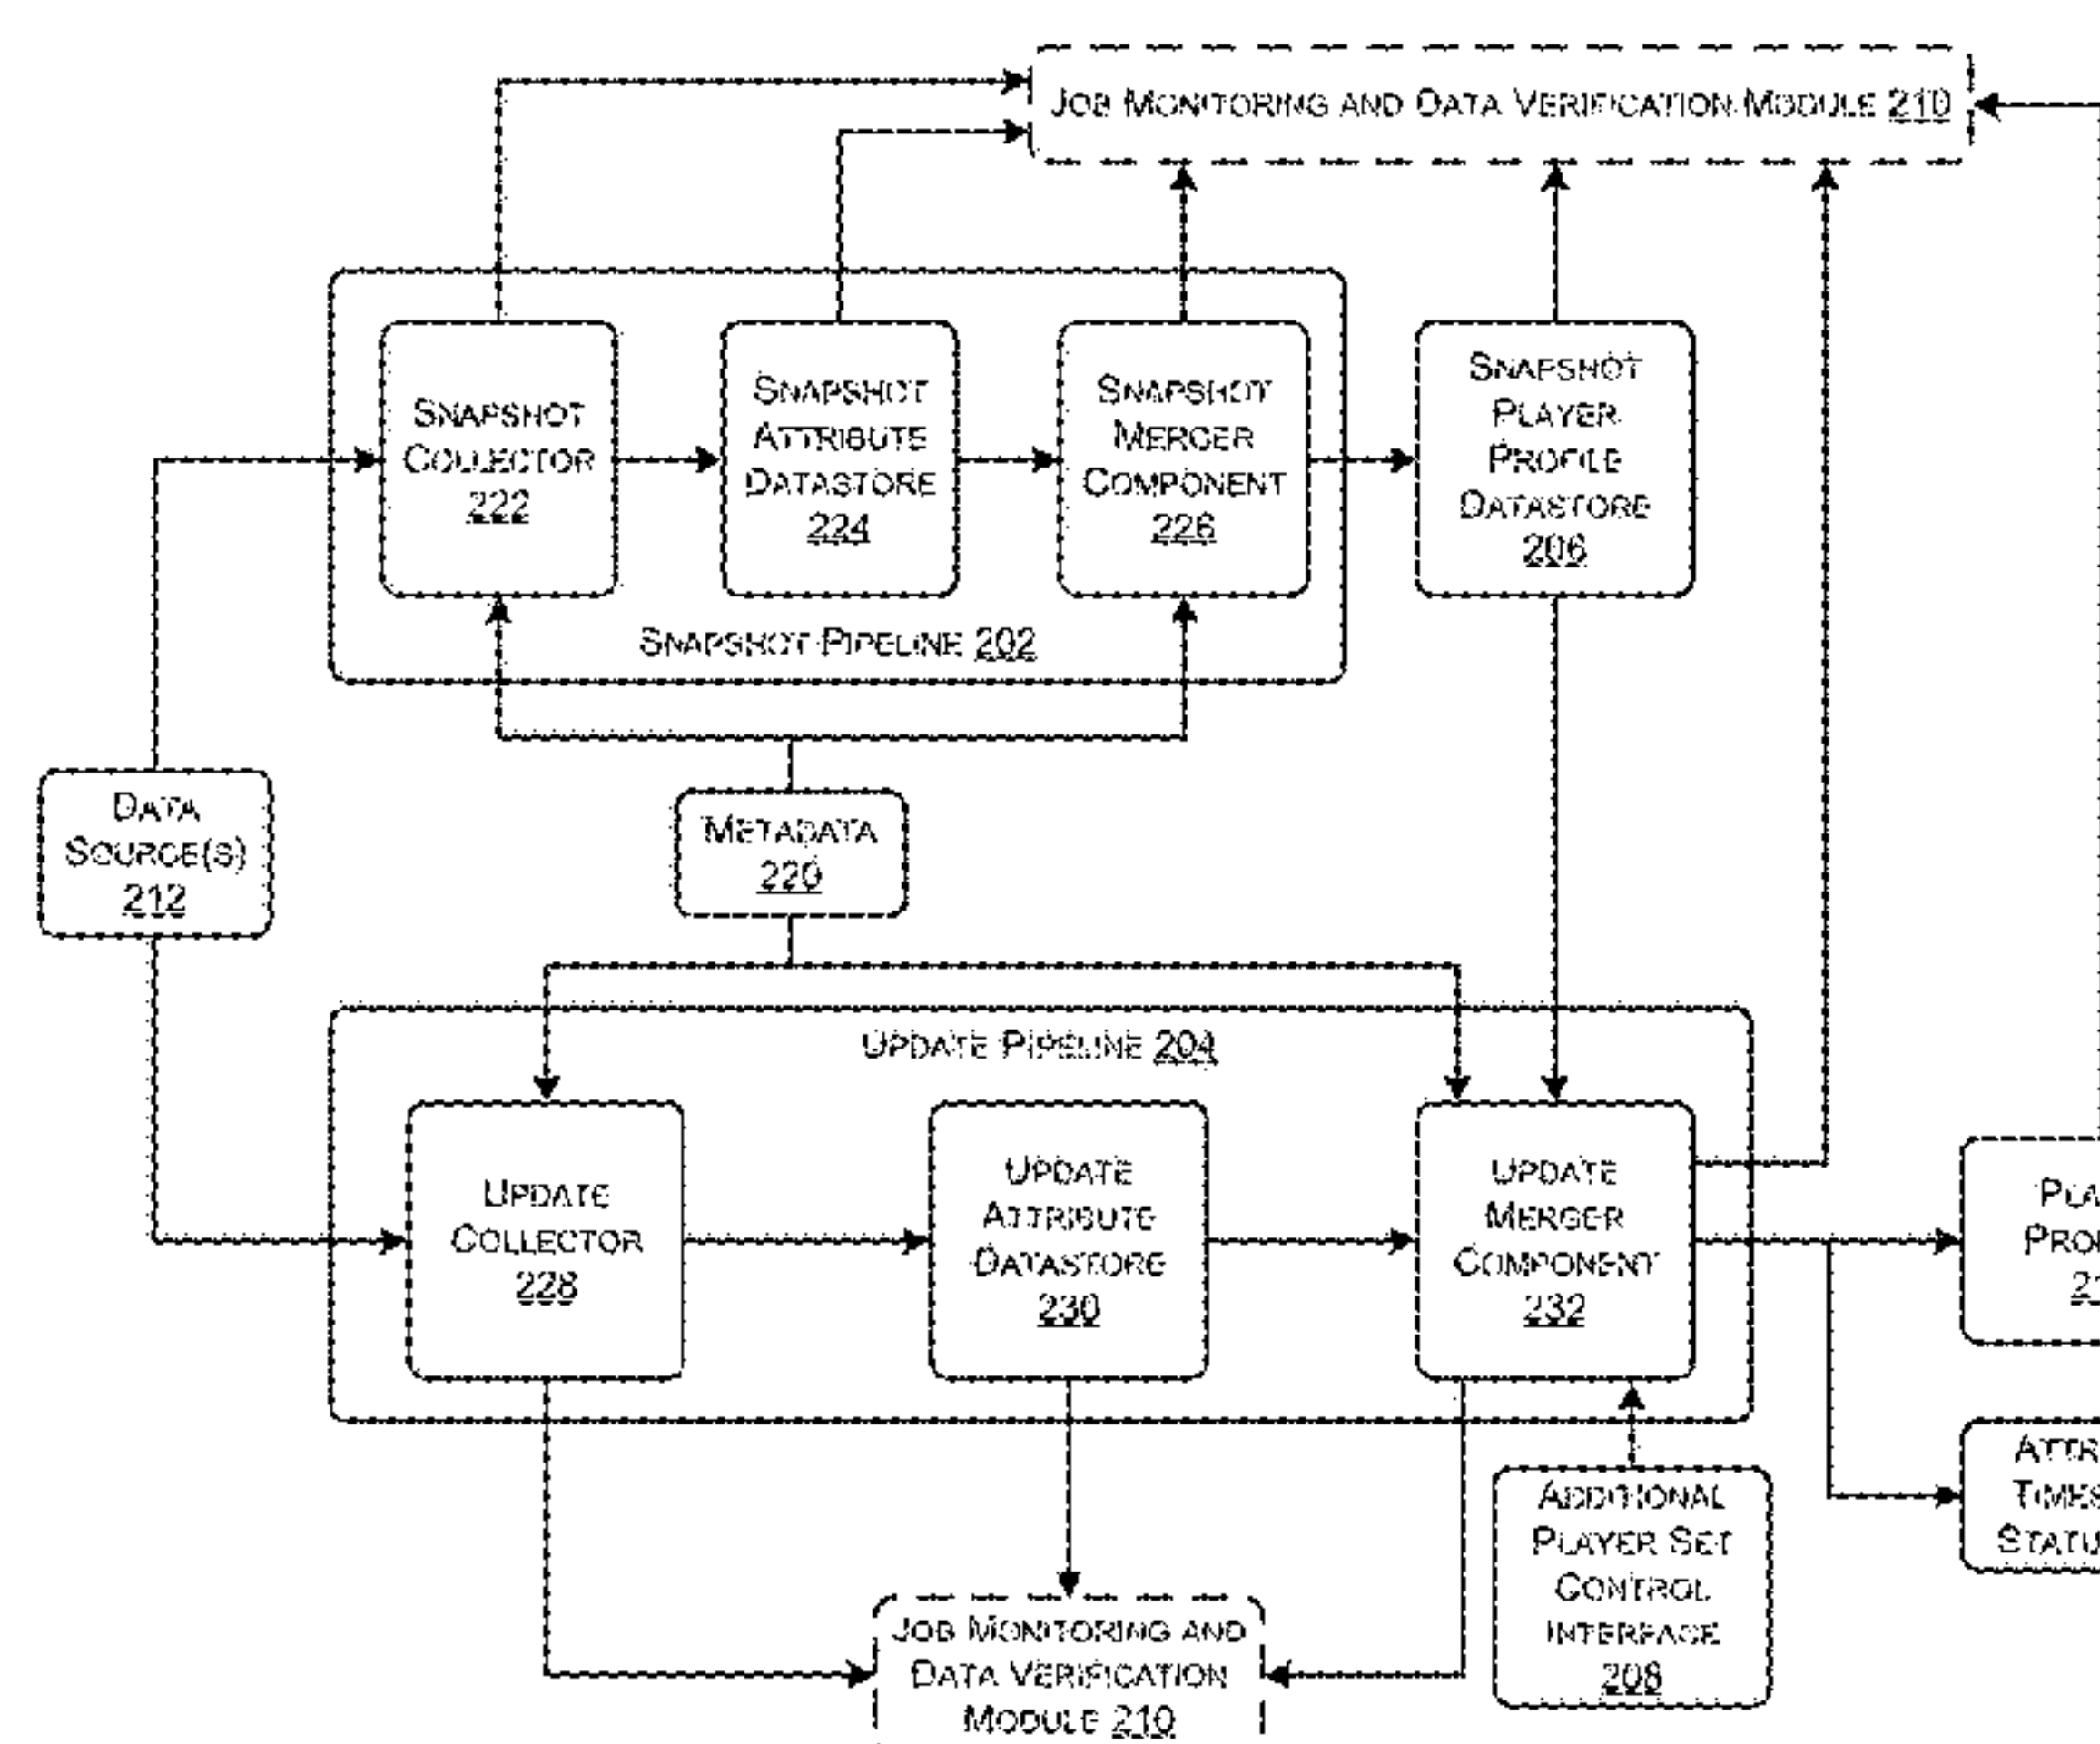 JOB MONITORING AND DATA VERIFICATION MODULE 210
SNAPSHOT
COLLECTOR
222
SNAPSHOT
ATTRIBUTE
DATASTORE
224
SNAPSHOT
MERGER
COMPONENT
226
SNAPSHOT
PLAYER
PROFILE
DATASTORE
206
SNAPSHOT PIPELINE 202
DATA
SOURCE(S)
212
METADATA
220
UPDATE PIPELINE 204
UPDATE
COLLECTOR
228
UPDATE
ATTRIBUTE
DATASTORE
230
UPDATE
MERGER
COMPONENT
232
ADDITIONAL
PLAYER SET
CONTROL
INTERFACE
208
JOB MONITORING AND
DATA VERIFICATION
MODULE 210